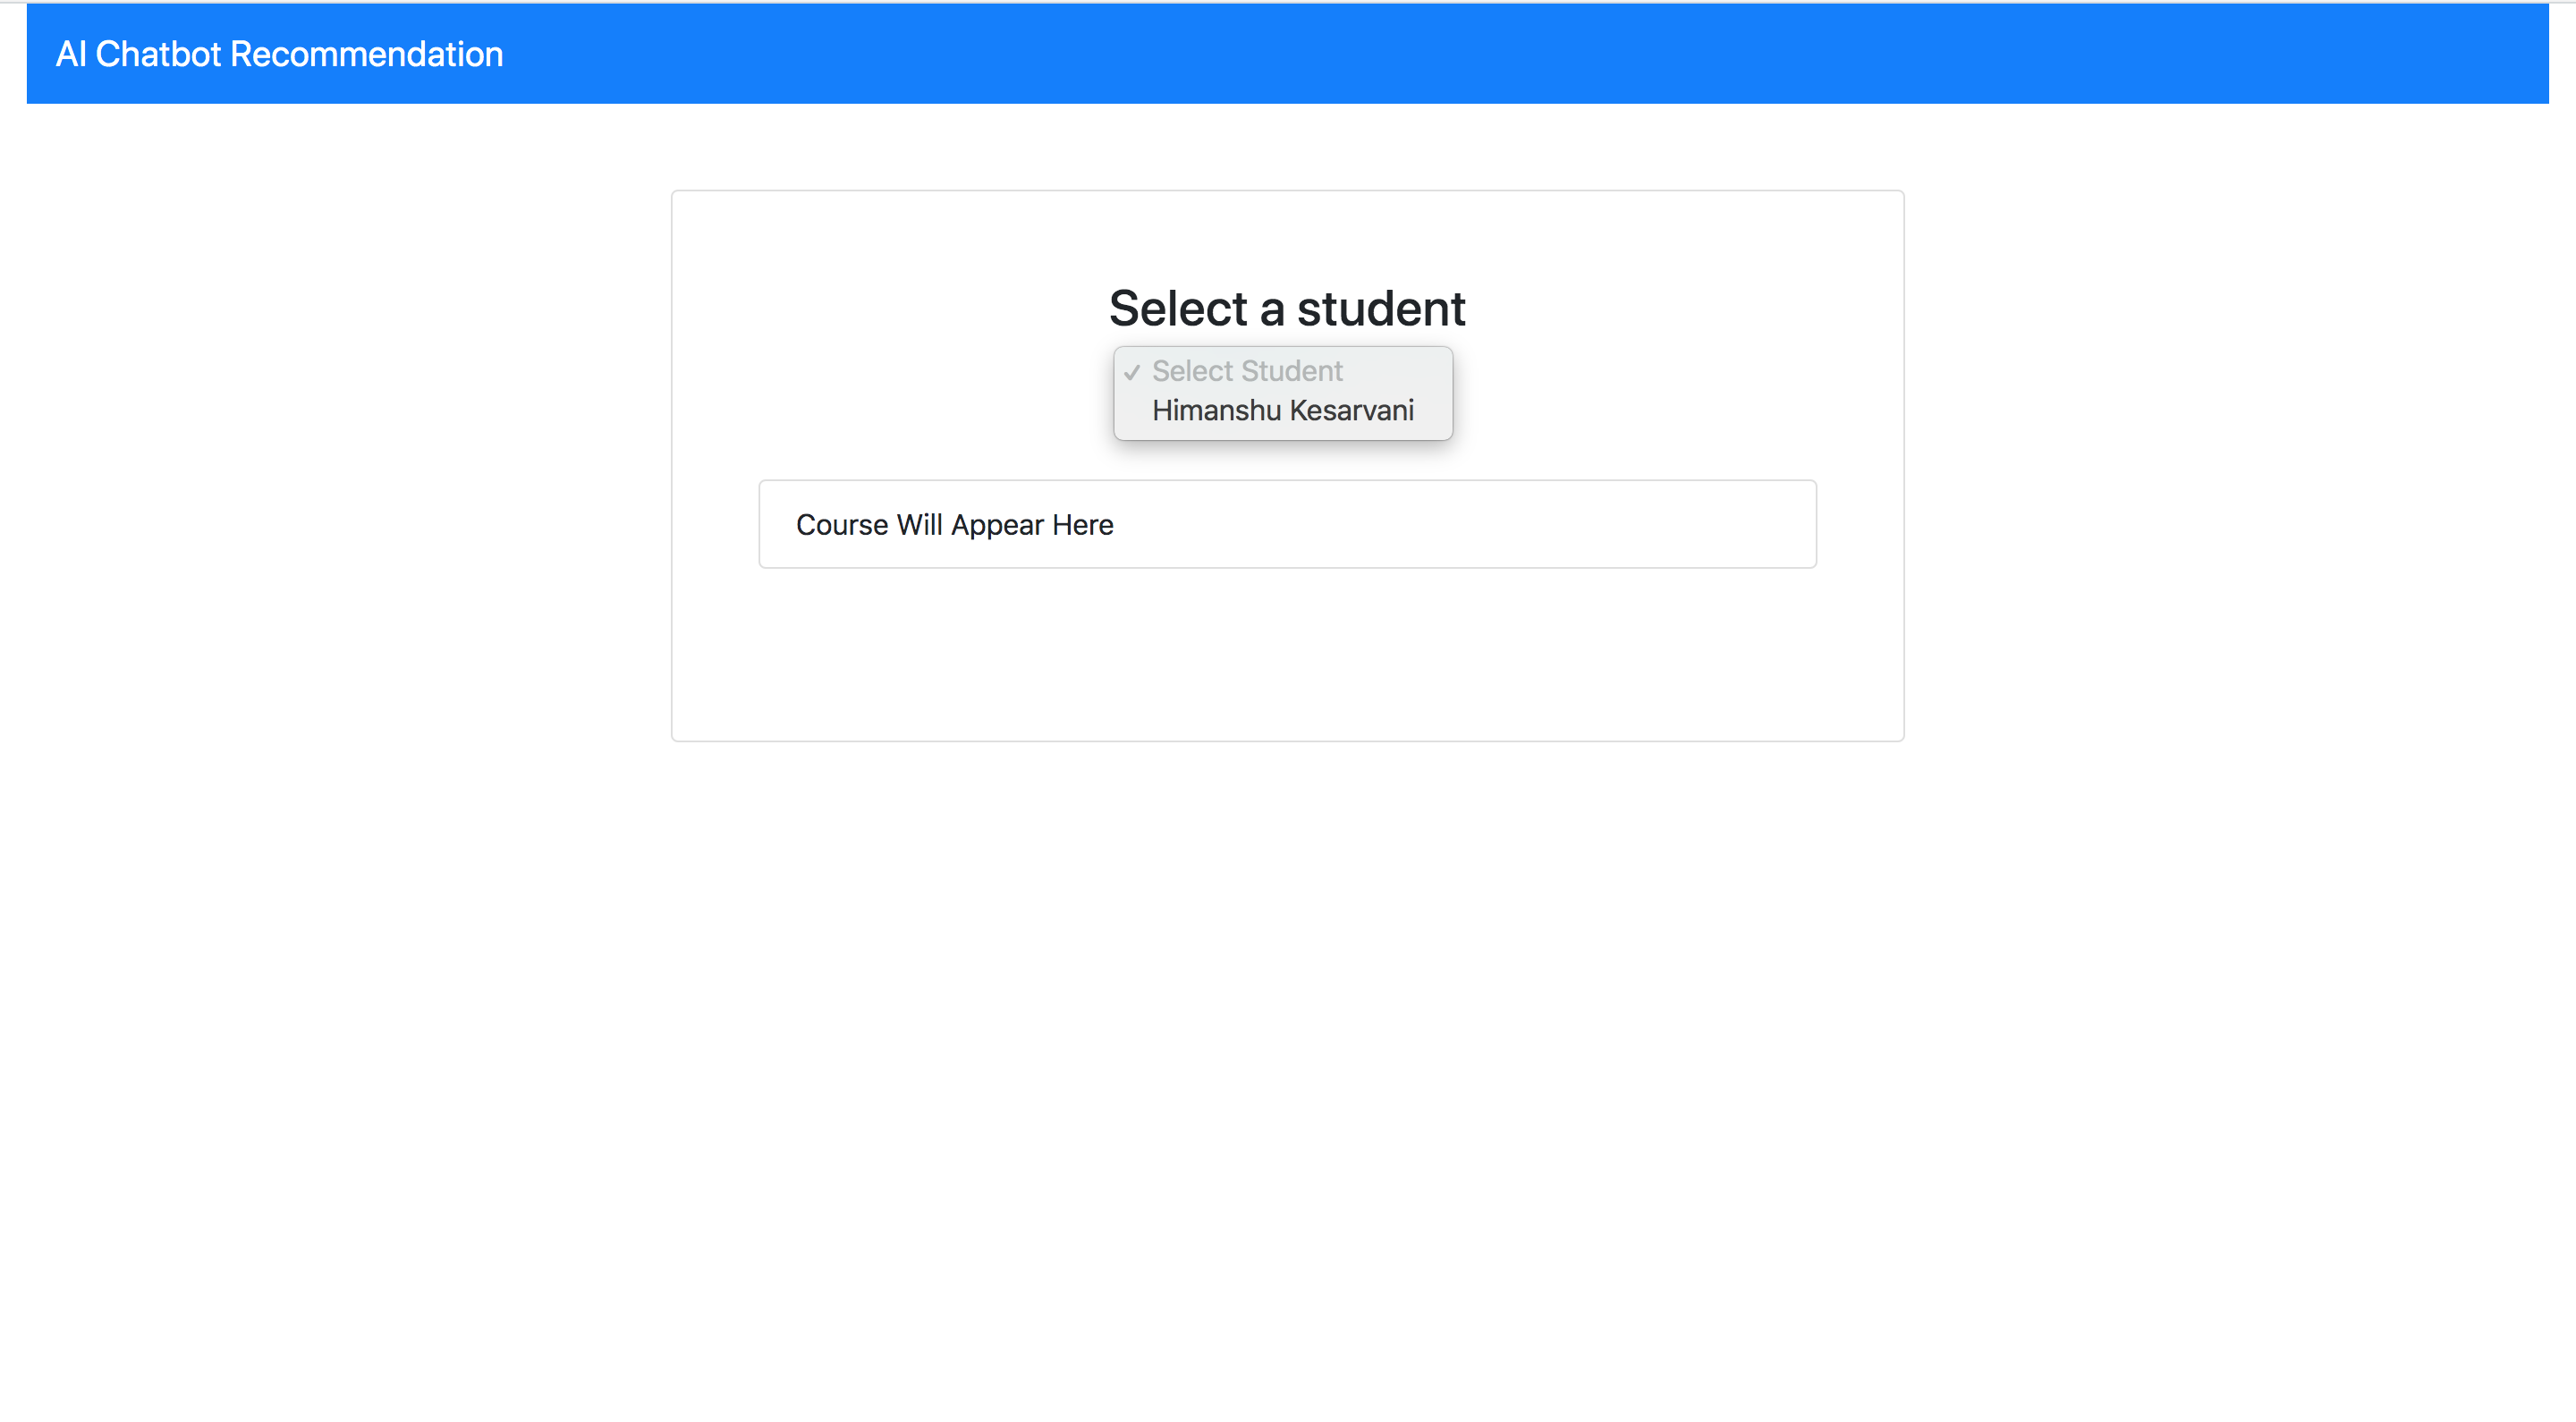 AI Chatbot Recommendation
Select a student
✓ Select Student
Himanshu Kesarvani
Course Will Appear Here